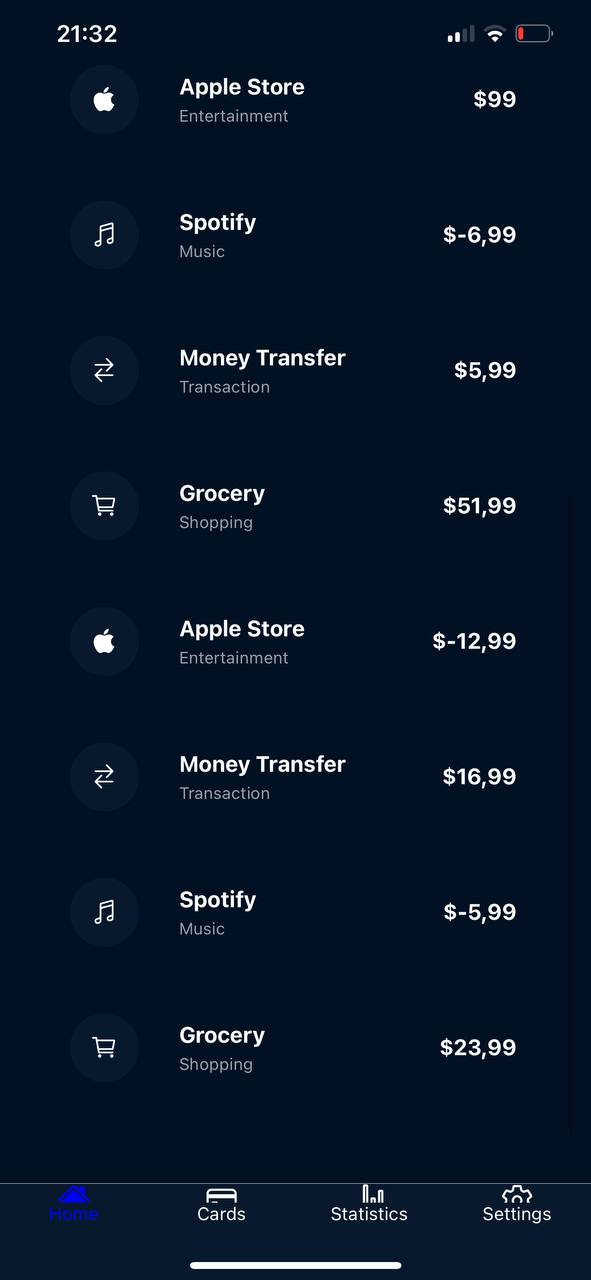 21:32
Apple Store
$99
Entertainment
Spotify
$-6,99
Music
Money Transfer
$5,99
Transaction
Grocery
$51,99
Shopping
Apple Store
$-12,99
Entertainment
Money Transfer
$16,99
Transaction
Spotify
$-5,99
Music
Grocery
$23,99
Shopping
Home
Cards
Statistics
Settings